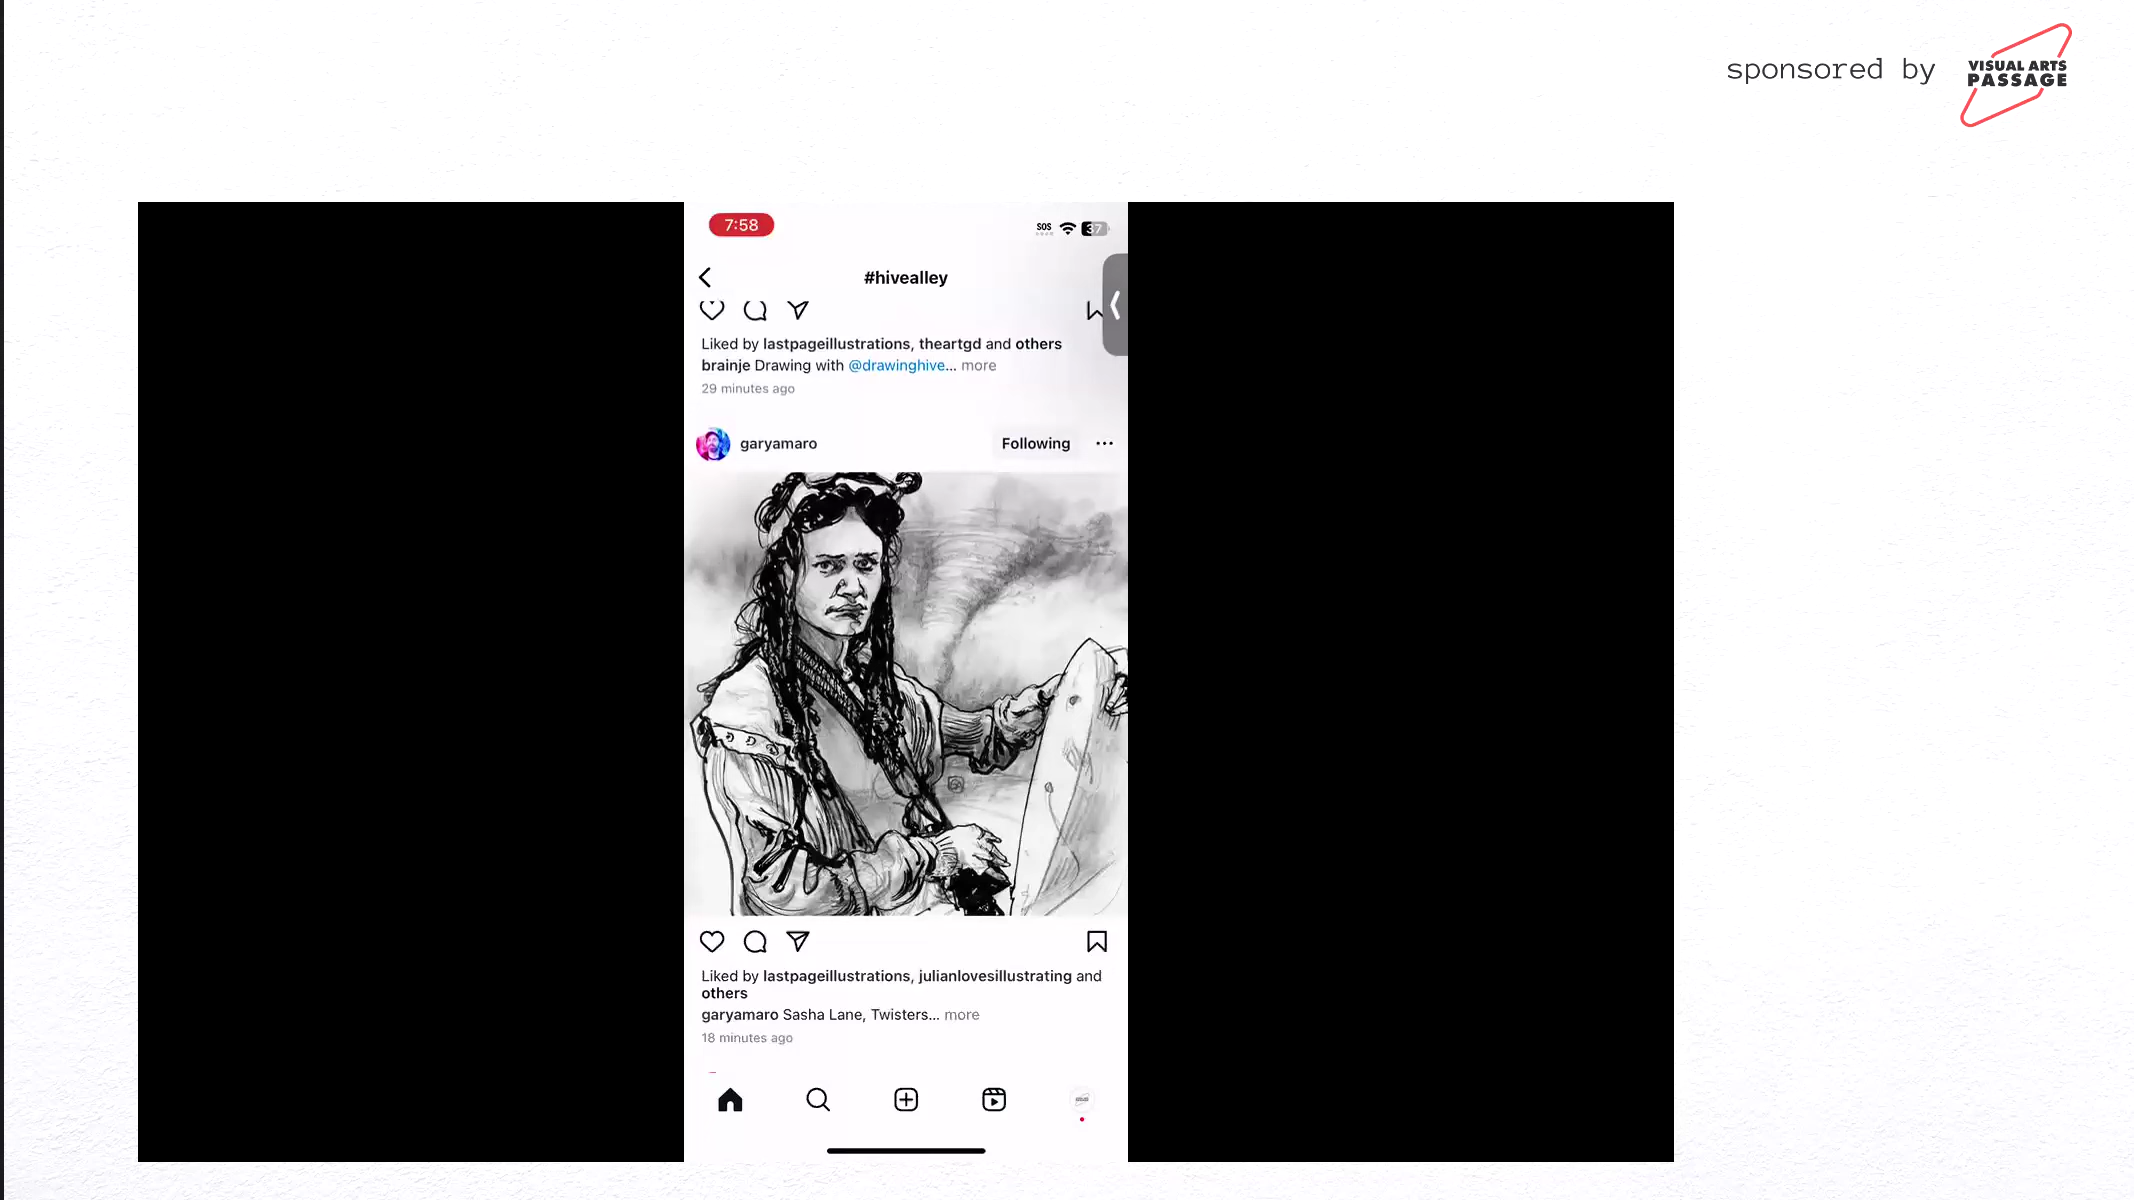 sponsored by
VISUAL ARTS
PASSAGE
7:58
SOS
37
#hivealley
Liked by lastpageillustrations, theartgd and others
brainje Drawing with @drawinghive... more
29 minutes ago
garyamaro
Following
Liked by lastpageillustrations, julianlovesillustrating and
others
garyamaro Sasha Lane, Twisters... more
18 minutes ago